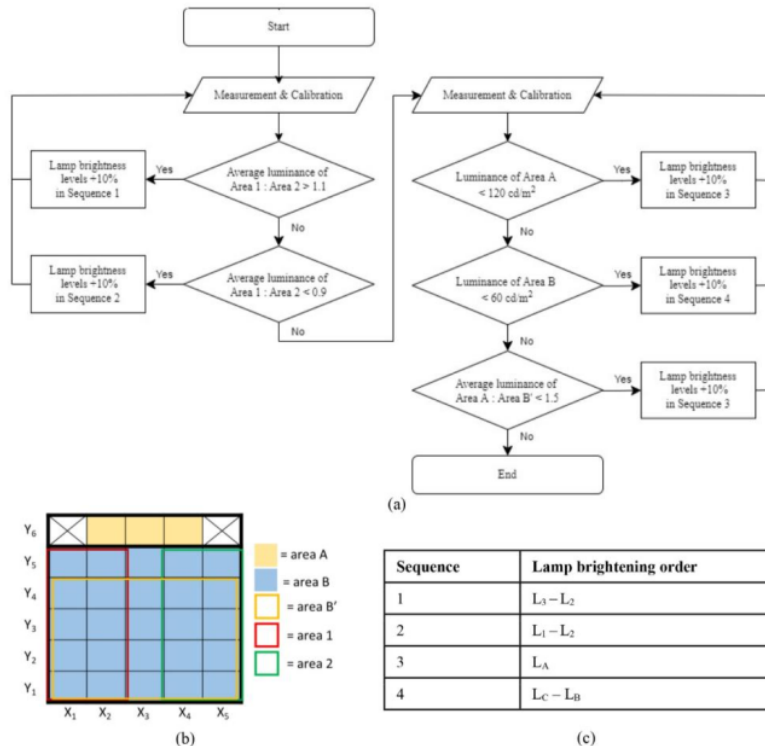 Start
Measurement & Calibration
Average luminance of
Area 1 : Area 2 > 1.1
Yes
Lamp brightness
levels +10%
in Sequence 1
No
Average luminance of
Area 1 : Area 2 < 0.9
Yes
Lamp brightness
levels +10%
in Sequence 2
No
Measurement & Calibration
Luminance of Area A
< 120 cd/m²
Yes
Lamp brightness
levels +10%
in Sequence 3
No
Luminance of Area B
< 60 cd/m²
Yes
Lamp brightness
levels +10%
in Sequence 4
No
Average luminance of
Area A : Area B' < 1.5
Yes
Lamp brightness
levels +10%
in Sequence 3
No
End
(a)
Y₆
Y₅
Y₄
Y₃
Y₂
Y₁
X₁ X₂ X₃ X₄ X₅
= area A
= area B
= area B'
= area 1
= area 2
(b)
Sequence Lamp brightening order
1 L₃ – L₂
2 L₁ – L₂
3 L_A
4 L_C – L_B
(c)